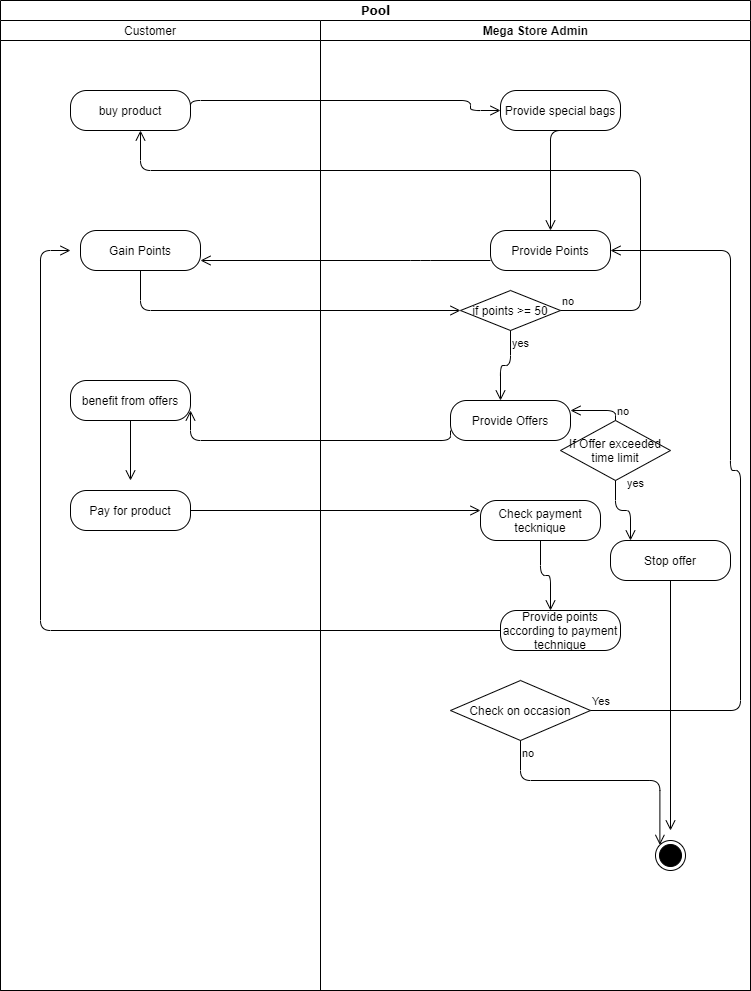 Pool
Customer
Mega Store Admin
buy product
Provide special bags
Gain Points
Provide Points
if points >= 50
no
yes
benefit from offers
Provide Offers
no
If Offer exceeded
time limit
yes
Pay for product
Check payment
tecknique
Stop offer
Provide points
according to payment
technique
Check on occasion
Yes
no